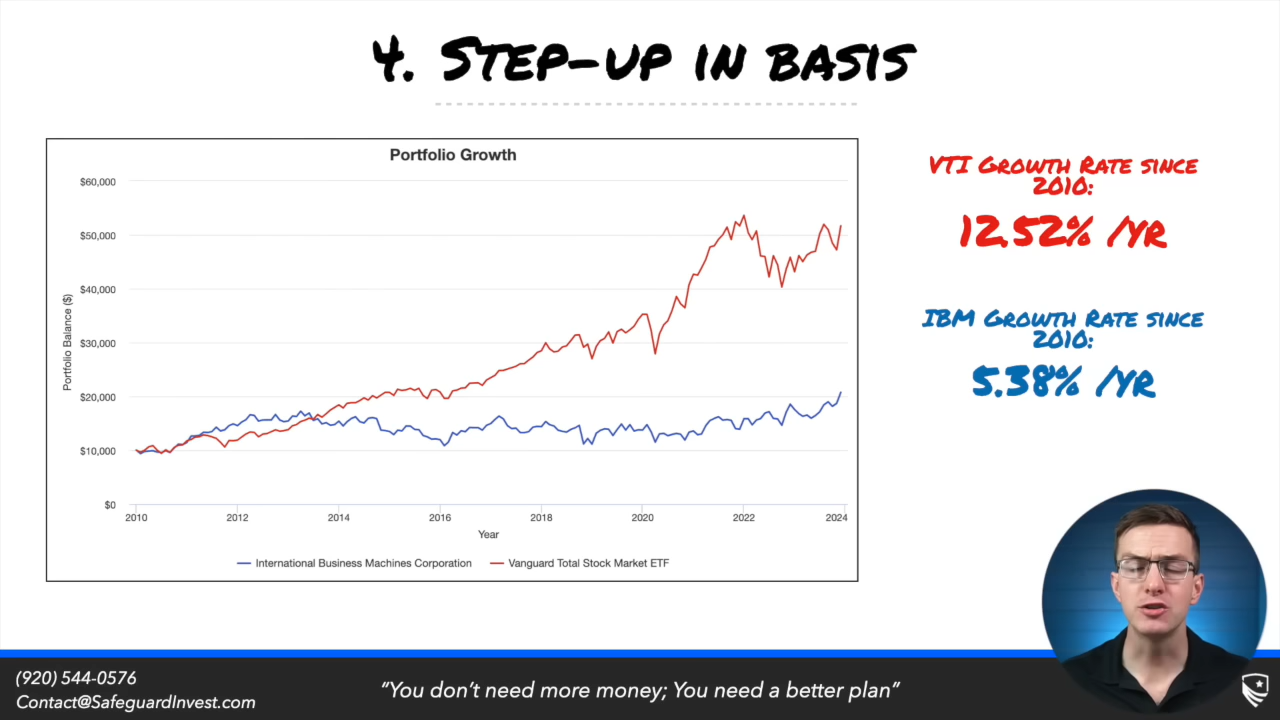 4. Step-up in basis
Portfolio Growth
$60,000
$50,000
$40,000
$30,000
$20,000
$10,000
$0
Portfolio Balance ($)
2010 2012 2014 2016 2018 2020 2022 2024
Year
International Business Machines Corporation Vanguard Total Stock Market ETF
VTI Growth Rate since
2010:
12.52% /yr
IBM Growth Rate since
2010:
5.38% /yr
(920) 544-0576
Contact@SafeguardInvest.com
“You don’t need more money; You need a better plan”